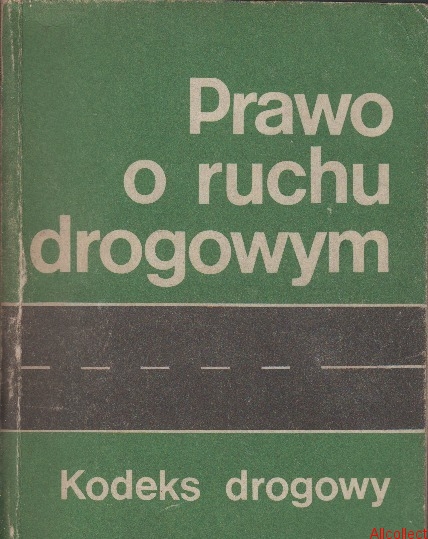 Prawo
o ruchu
drogowym
Kodeks drogowy
Allcollect